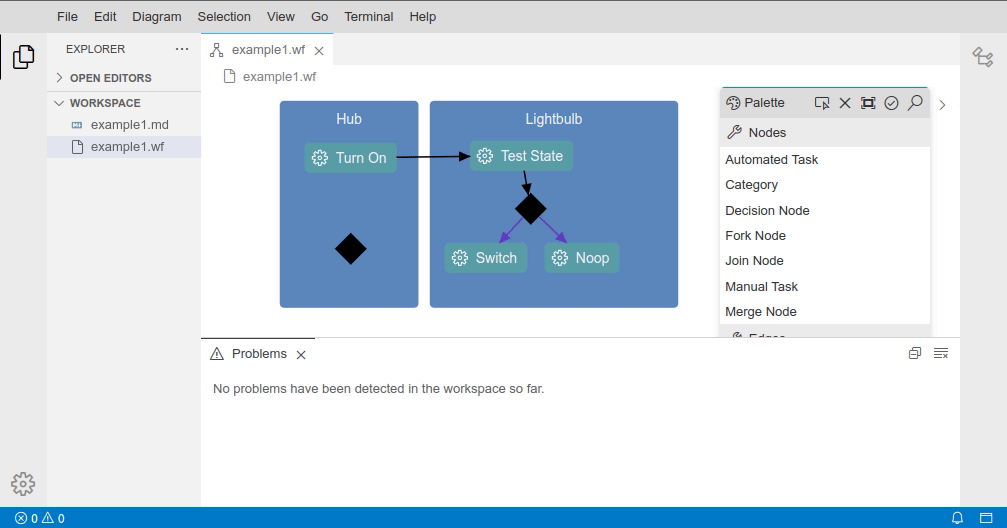 File Edit Diagram Selection View Go Terminal Help
EXPLORER
OPEN EDITORS
WORKSPACE
example1.md
example1.wf
example1.wf
example1.wf
Hub
Turn On
Lightbulb
Test State
Switch
Noop
Palette
Nodes
Automated Task
Category
Decision Node
Fork Node
Join Node
Manual Task
Merge Node
Edges
Problems
No problems have been detected in the workspace so far.
0 0